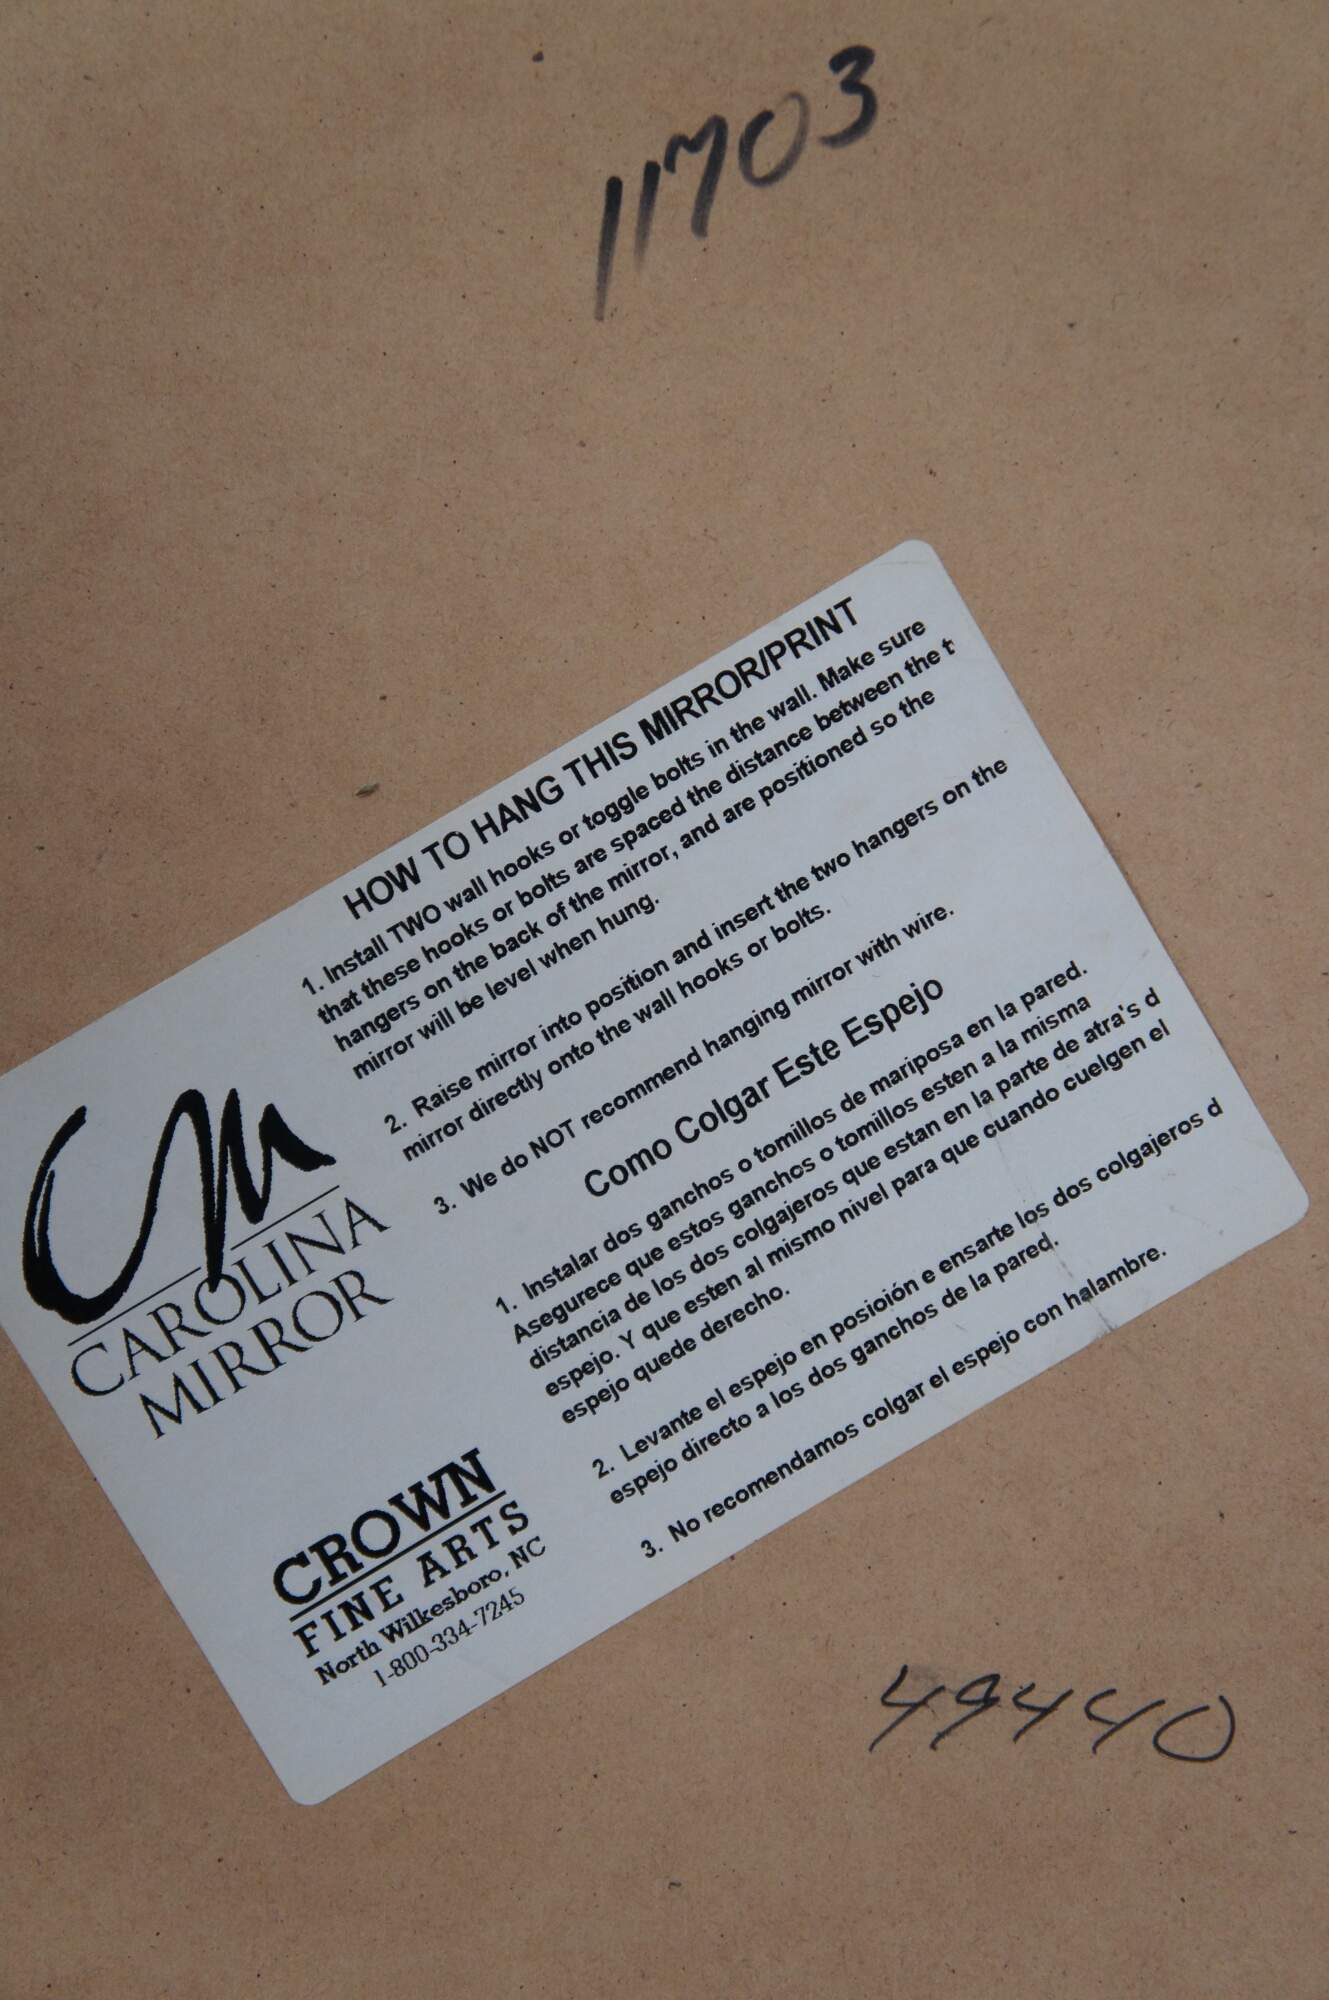 11703
HOW TO HANG THIS MIRROR/PRINT
1. Install TWO wall hooks or toggle bolts in the wall. Make sure
that these hooks or bolts are spaced the distance between the t
hangers on the back of the mirror, and are positioned so the
mirror will be level when hung.
2. Raise mirror into position and insert the two hangers on the
mirror directly onto the wall hooks or bolts.
3. We do NOT recommend hanging mirror with wire.
Como Colgar Este Espejo
1. Instalar dos ganchos o tomillos de mariposa en la pared.
Asegurece que estos ganchos o tomillos esten a la misma
distancia de los dos colgajeros que estan en la parte de atra's d
espejo. Y que esten al mismo nivel para que cuando cuelgen el
espejo quede derecho.
2. Levante el espejo en posioión e ensarte los dos colgajeros d
espejo directo a los dos ganchos de la pared.
3. No recomendamos colgar el espejo con halambre.
CAROLINA
MIRROR
CROWN
FINE ARTS
North Wilkesboro, NC
1-800-334-7245
49440